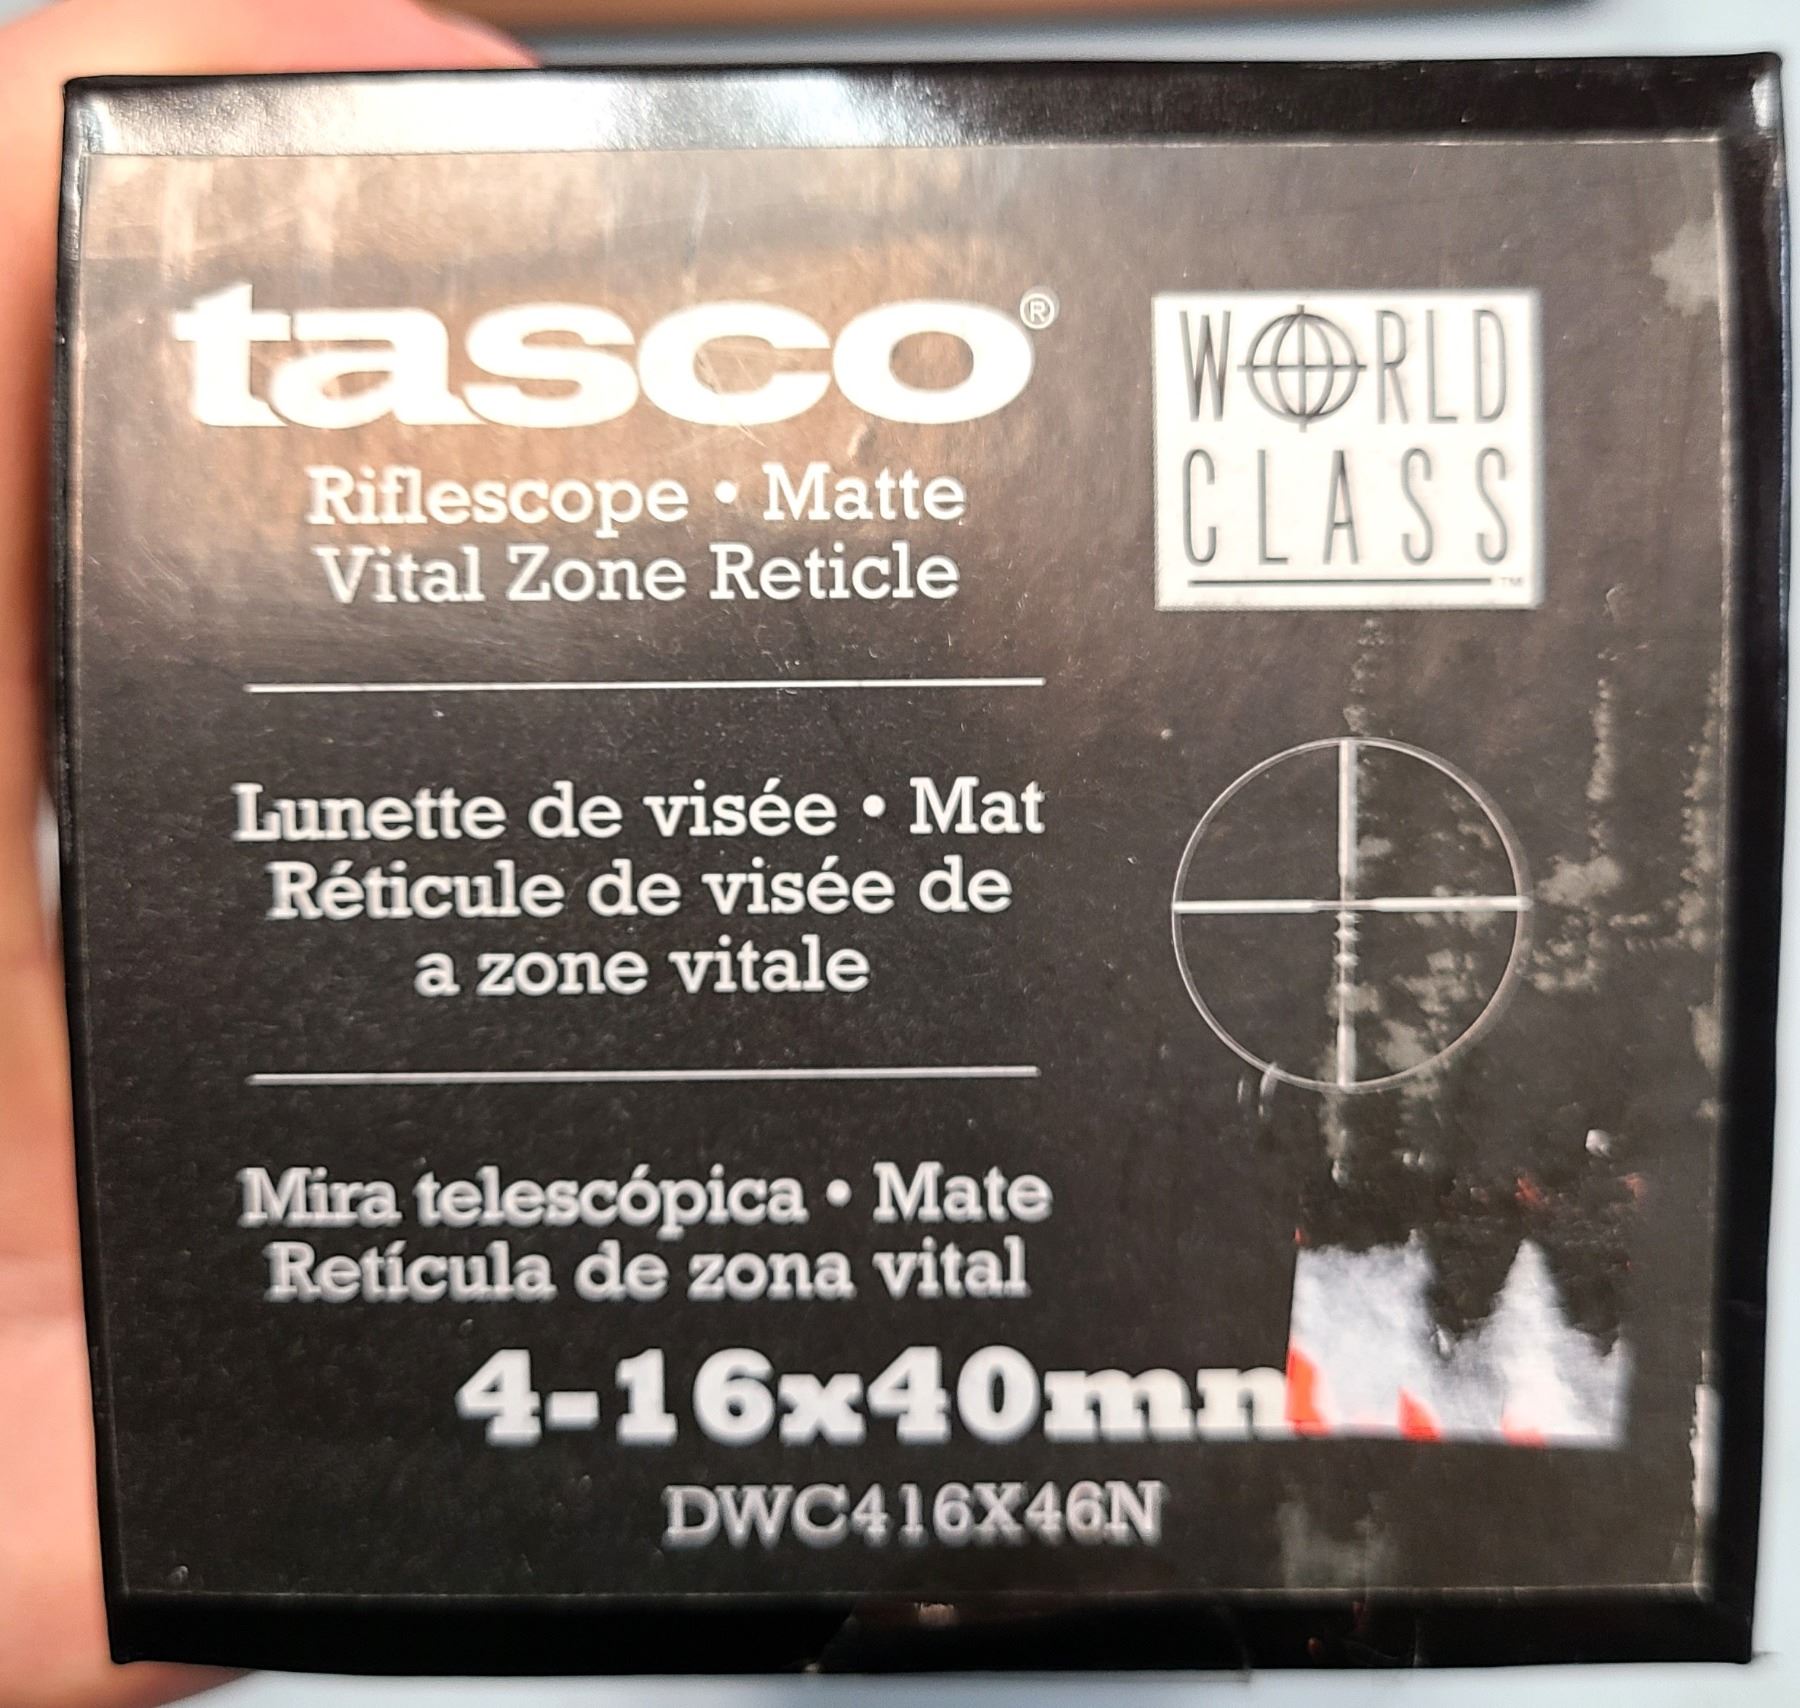 tasco®
Riflescope • Matte
Vital Zone Reticle
WORLD
CLASS™
Lunette de visée • Mat
Réticule de visée de
a zone vitale
Mira telescópica • Mate
Retícula de zona vital
4-16x40mm
DWC416X46N